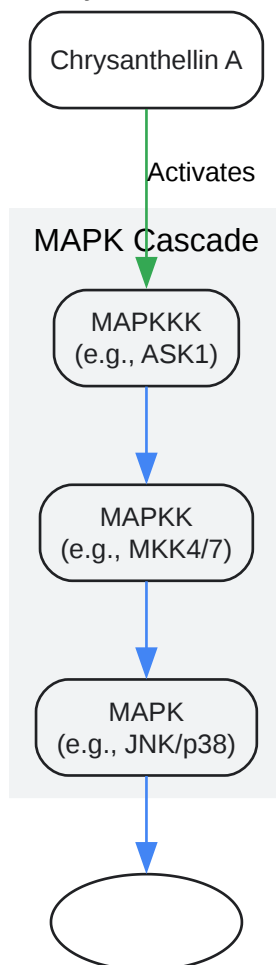 Chrysanthellin A
Activates
MAPK Cascade
MAPKKK
(e.g., ASK1)
MAPKK
(e.g., MKK4/7)
MAPK
(e.g., JNK/p38)